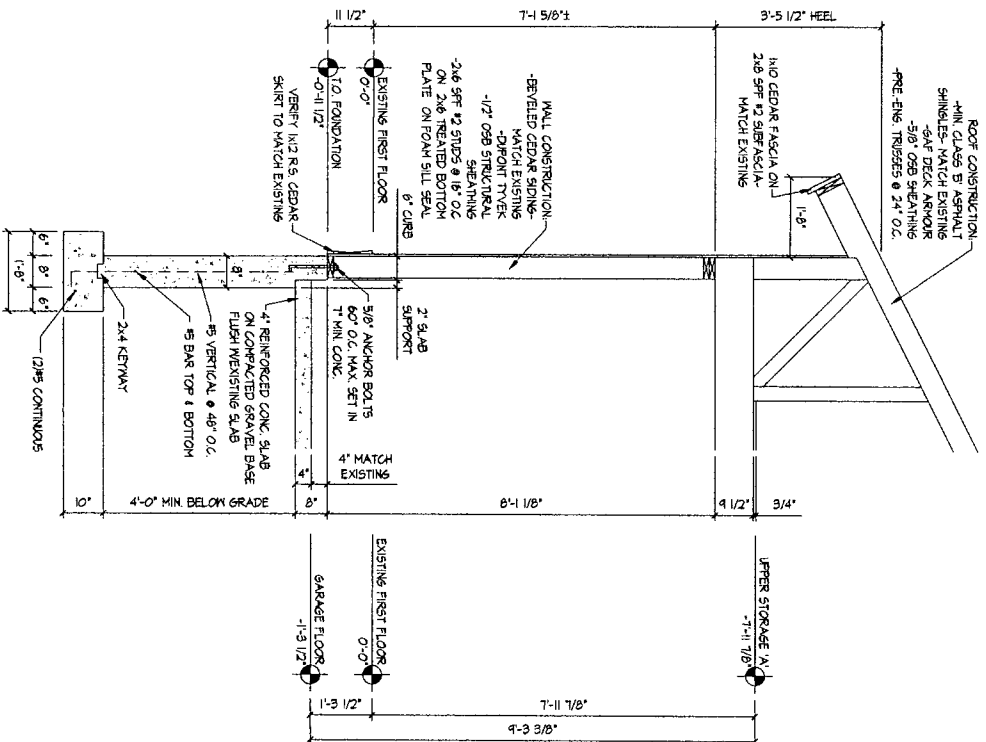 ROOF CONSTRUCTION:
-MIN. CLASS 'B' ASPHALT
SHINGLES- MATCH EXISTING
-GAF DECK ARMOUR
-5/8" OSB SHEATHING
-PRE.-ENG. TRUSSES @ 24" O.C.
1x10 CEDAR FASCIA ON
2x8 SPF #2 SUBFASCIA-
MATCH EXISTING
1'-8"
3'-5 1/2" HEEL
7'-1 5/8"±
11 1/2"
WALL CONSTRUCTION:
-BEVELED CEDAR SIDING-
MATCH EXISTING
-DUPONT TYVEK
-1/2" OSB STRUCTURAL
SHEATHING
-2x6 SPF #2 STUDS @ 16" O.C
ON 2x6 TREATED BOTTOM
PLATE ON FOAM SILL SEAL
EXISTING FIRST FLOOR
0'-0"
T.O. FOUNDATION
-0'-11 1/2"
VERIFY 1x12 R.S. CEDAR
SKIRT TO MATCH EXISTING
6" CURB
8"
2" SLAB
SUPPORT
5/8" ANCHOR BOLTS
60" O.C. MAX. SET IN
7" MIN. CONC.
4" REINFORCED CONC. SLAB
ON COMPACTED GRAVEL BASE
FLUSH W/EXISTING SLAB
#5 VERTICAL @ 48" O.C.
#5 BAR TOP & BOTTOM
2x4 KEYWAY
(2)#5 CONTINUOUS
6"
8"
6"
1'-8"
4" MATCH
EXISTING
4"
3/4"
9 1/2"
8'-1 1/8"
8"
4'-0" MIN. BELOW GRADE
10"
UPPER STORAGE 'A'
-7'-11 7/8"
EXISTING FIRST FLOOR
0'-0"
GARAGE FLOOR
-1'-3 1/2"
7'-11 7/8"
1'-3 1/2"
9'-3 3/8"